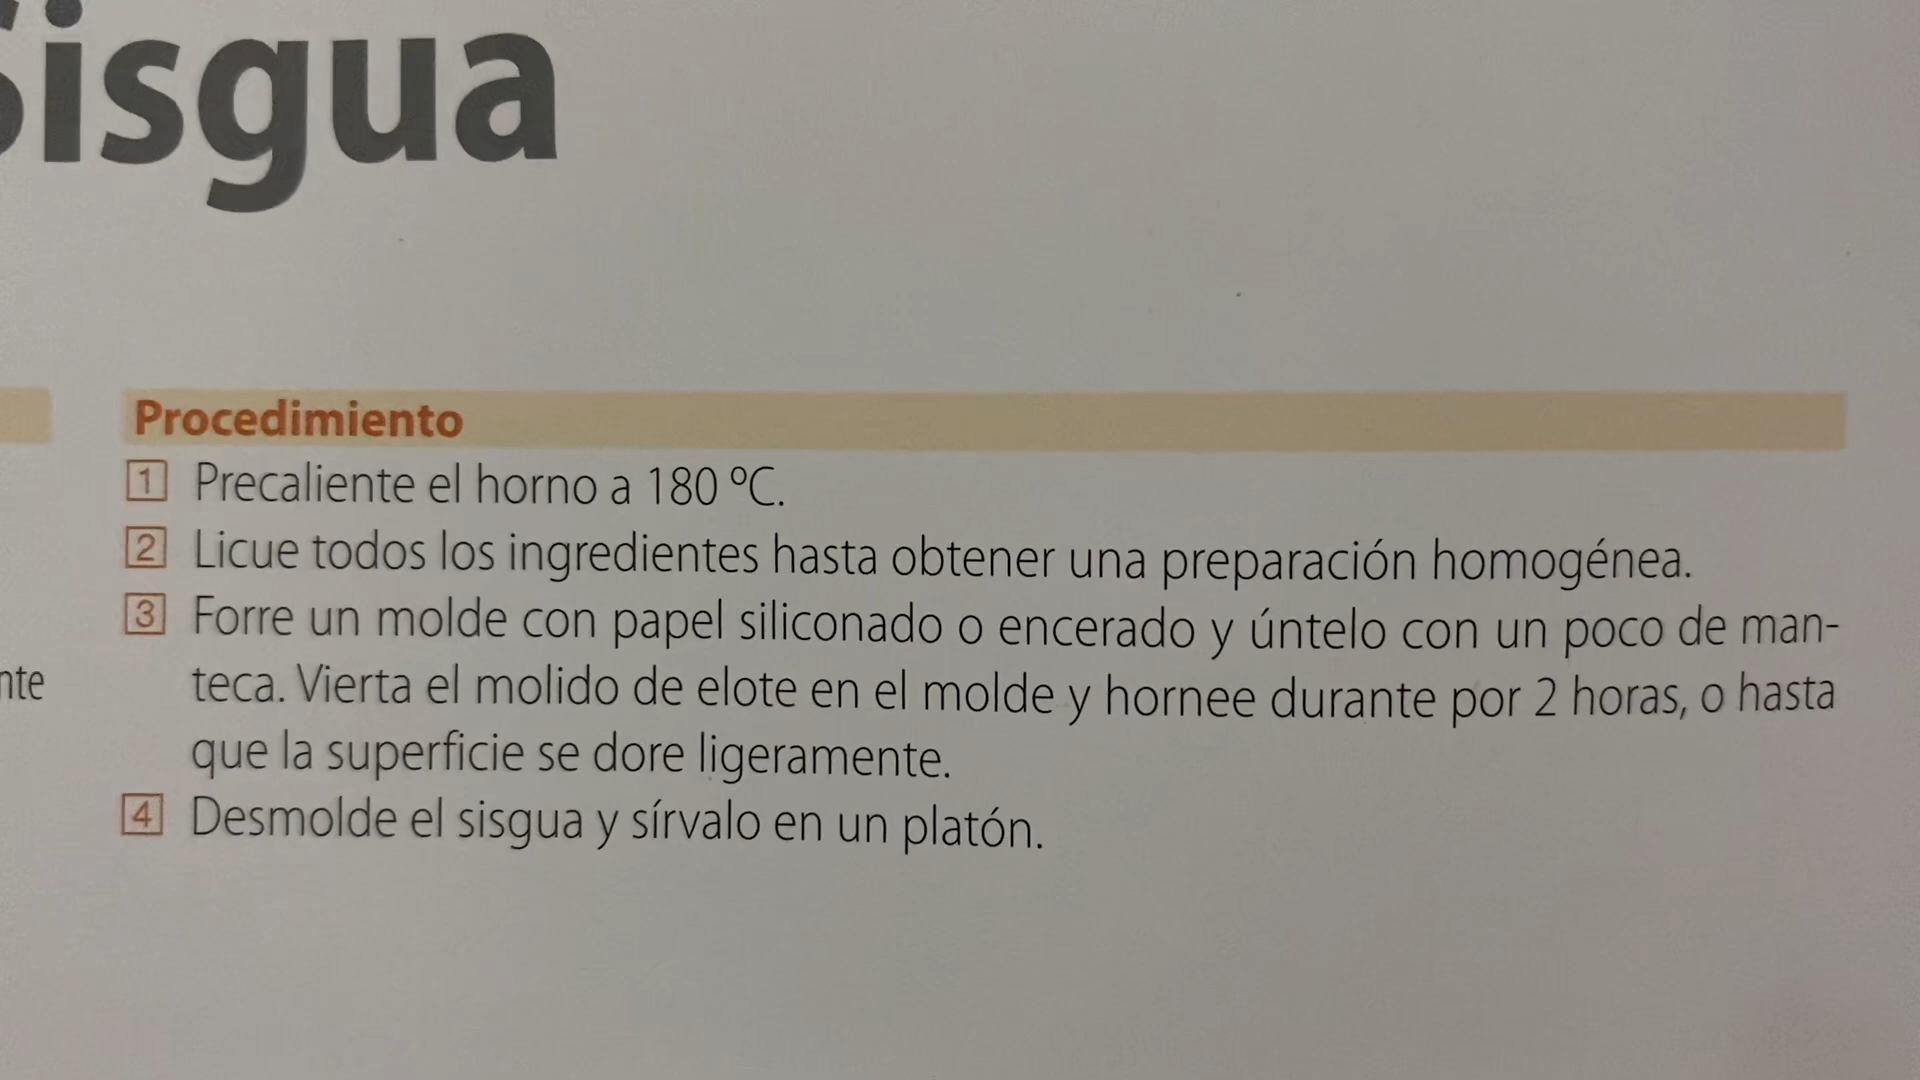 Sisgua
Procedimiento
1 Precaliente el horno a 180 ºC.
2 Licue todos los ingredientes hasta obtener una preparación homogénea.
3 Forre un molde con papel siliconado o encerado y úntelo con un poco de man-
teca. Vierta el molido de elote en el molde y hornee durante por 2 horas, o hasta
que la superficie se dore ligeramente.
4 Desmolde el sisgua y sírvalo en un platón.